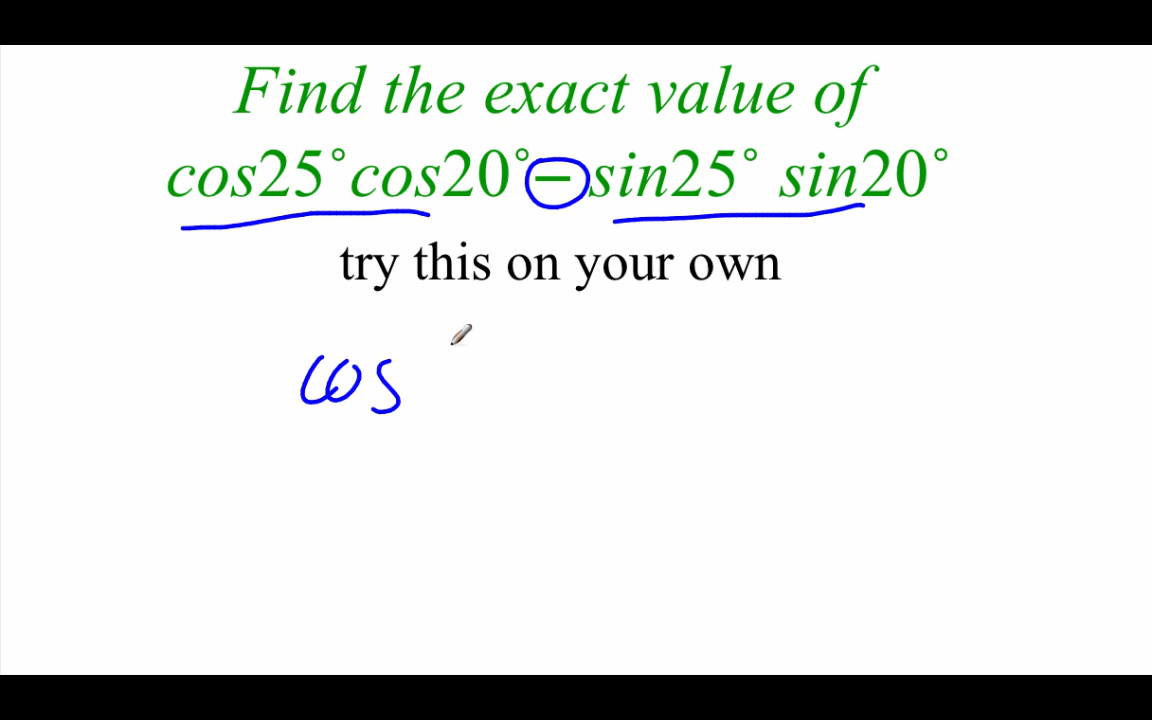 Find the exact value of
cos25°cos20°−sin25° sin20°
try this on your own
cos